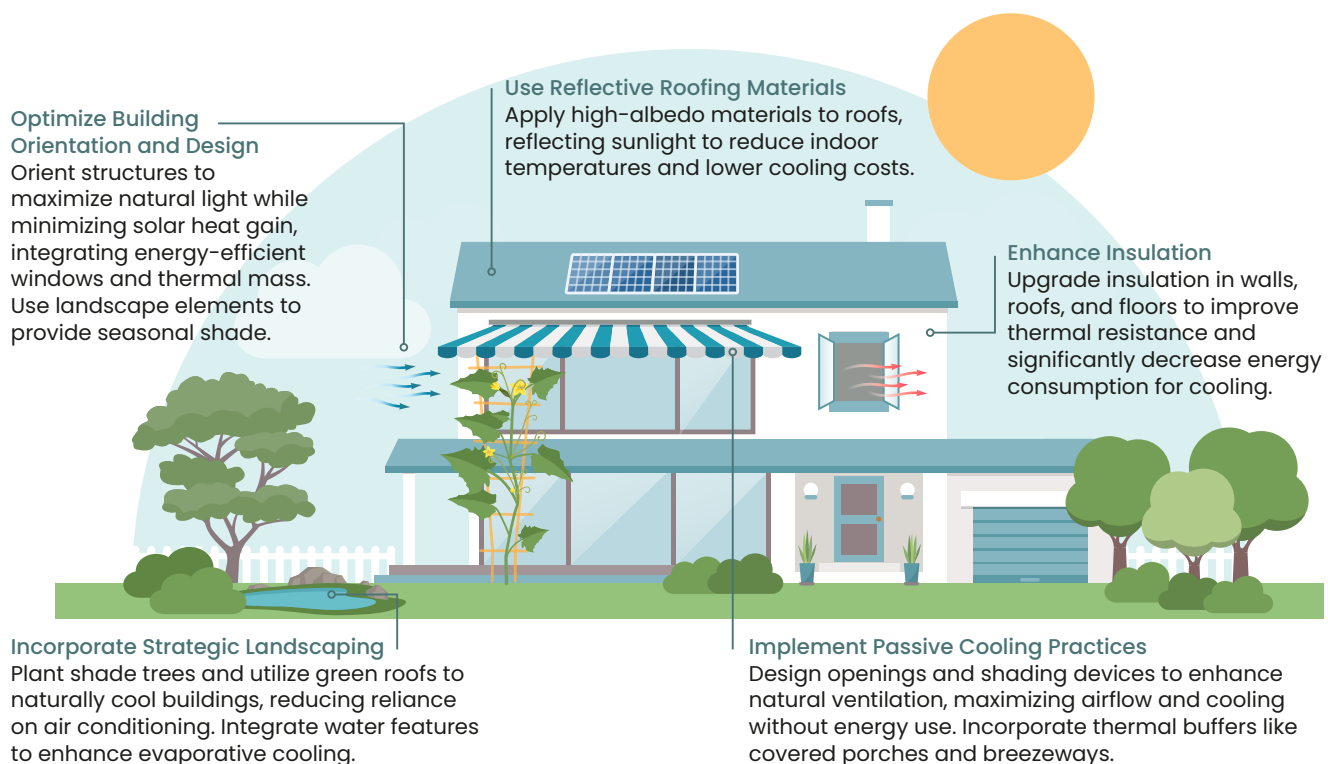 Optimize Building
Orientation and Design
Orient structures to
maximize natural light while
minimizing solar heat gain,
integrating energy-efficient
windows and thermal mass.
Use landscape elements to
provide seasonal shade.
Use Reflective Roofing Materials
Apply high-albedo materials to roofs,
reflecting sunlight to reduce indoor
temperatures and lower cooling costs.
Enhance Insulation
Upgrade insulation in walls,
roofs, and floors to improve
thermal resistance and
significantly decrease energy
consumption for cooling.
Incorporate Strategic Landscaping
Plant shade trees and utilize green roofs to
naturally cool buildings, reducing reliance
on air conditioning. Integrate water features
to enhance evaporative cooling.
Implement Passive Cooling Practices
Design openings and shading devices to enhance
natural ventilation, maximizing airflow and cooling
without energy use. Incorporate thermal buffers like
covered porches and breezeways.